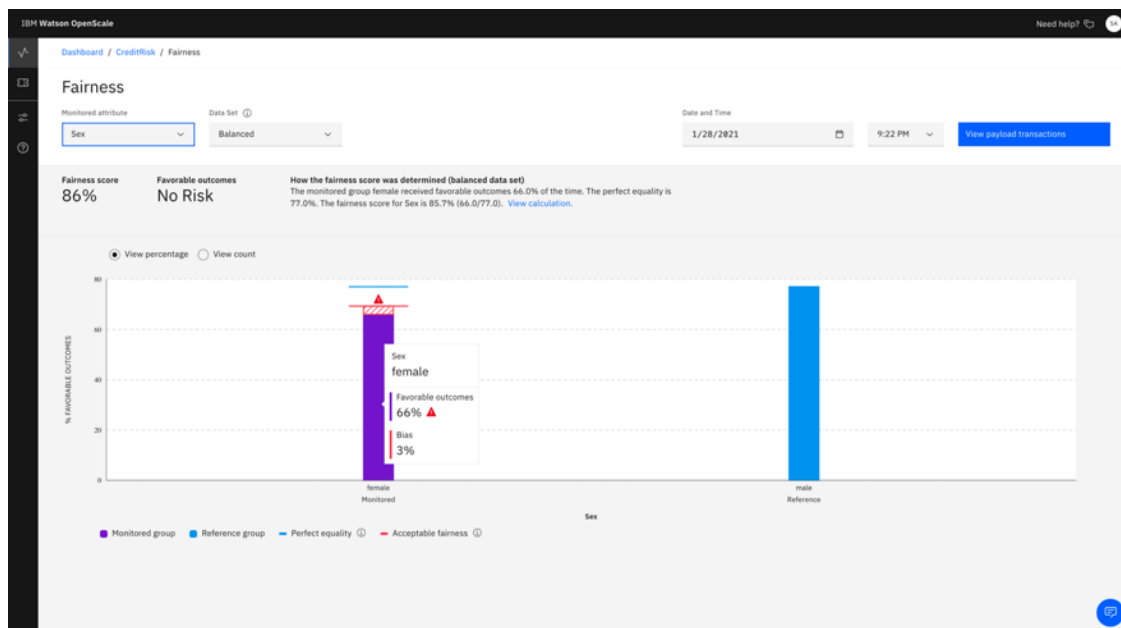 IBM Watson OpenScale
Need help?
SA
Dashboard / CreditRisk / Fairness
Fairness
Monitored attribute
Data Set
Date and Time
Sex
Balanced
1/28/2021
9:22 PM
View payload transactions
Fairness score
Favorable outcomes
How the fairness score was determined (balanced data set)
86%
No Risk
The monitored group female received favorable outcomes 66.0% of the time. The perfect equality is
77.0%. The fairness score for Sex is 85.7% (66.0/77.0). View calculation.
View percentage
View count
80
60
40
20
0
% FAVORABLE OUTCOMES
Sex
female
Favorable outcomes
66%
Bias
3%
female
Monitored
male
Reference
Sex
Monitored group
Reference group
Perfect equality
Acceptable fairness